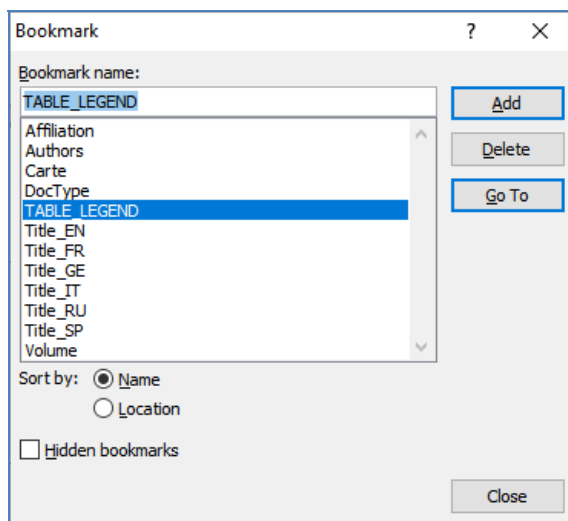 Bookmark ?
Bookmark name:
TABLE_LEGEND
Add
Affiliation
Authors
Carte
DocType
TABLE_LEGEND
Title_EN
Title_FR
Title_GE
Title_IT
Title_RU
Title_SP
Volume
Delete
Go To
Sort by: Name
Location
Hidden bookmarks
Close